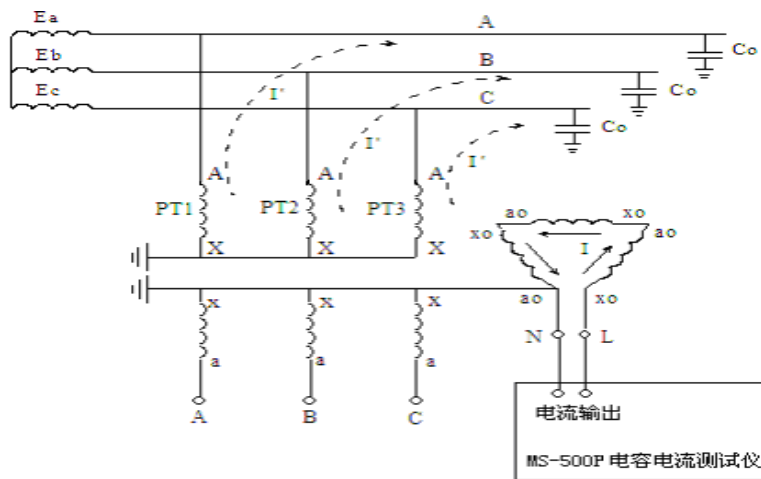 Ea
A
Co
Eb
B
Co
Ec
C
Co
I'
I'
I'
A
A
A
PT1
PT2
PT3
X
X
X
ao
xo
xo
ao
I
ao
xo
x
x
x
a
a
a
N
L
A
B
C
电流输出
MS-500P 电容电流测试仪